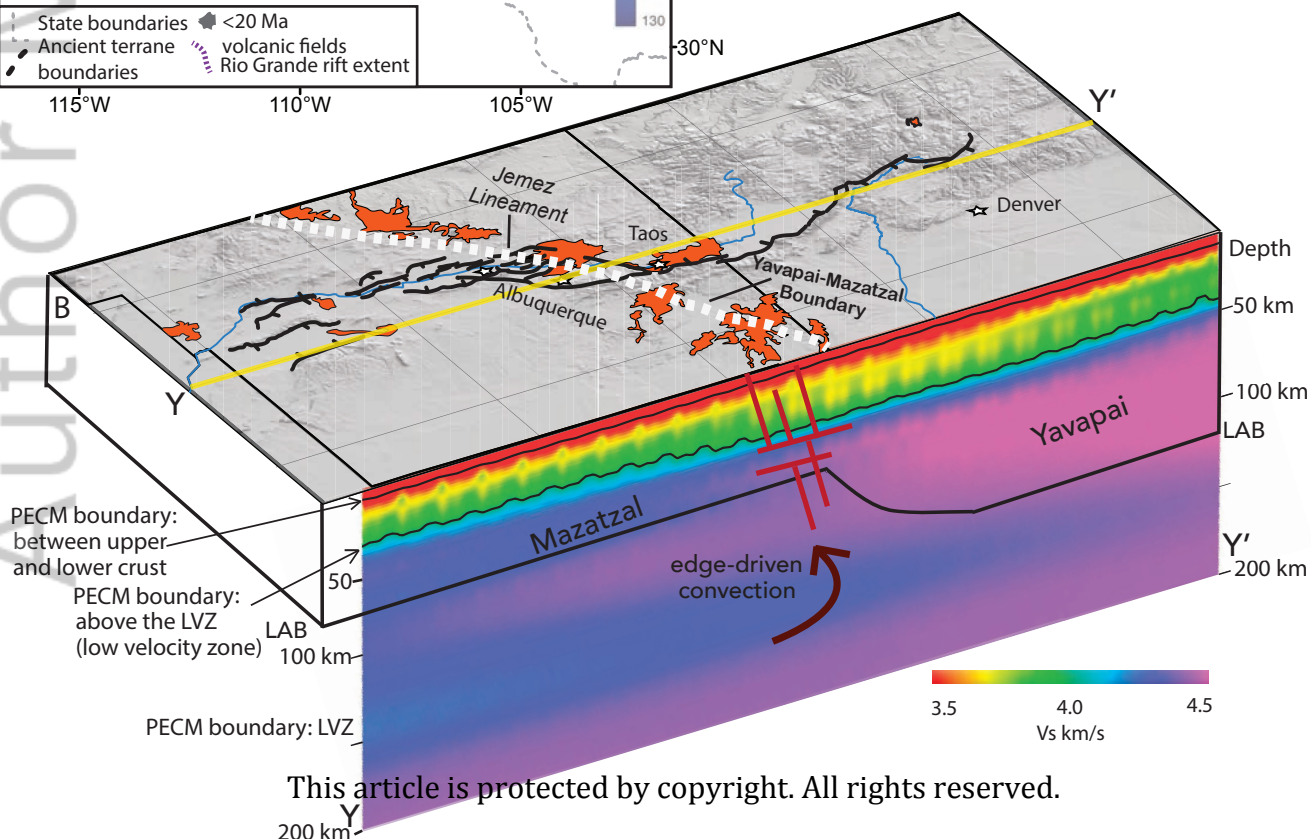 State boundaries
<20 Ma
Ancient terrane
boundaries
volcanic fields
Rio Grande rift extent
130
30°N
115°W
110°W
105°W
Author
Y'
Jemez
Lineament
Taos
Denver
Depth
B
Albuquerque
Yavapai-Mazatzal
Boundary
50 km
Y
100 km
Yavapai
LAB
PECM boundary:
between upper
and lower crust
Mazatzal
edge-driven
convection
Y'
200 km
50
PECM boundary:
above the LVZ
(low velocity zone)
LAB
100 km
PECM boundary: LVZ
3.5
4.0
4.5
Vs km/s
This article is protected by copyright. All rights reserved.
Y
200 km